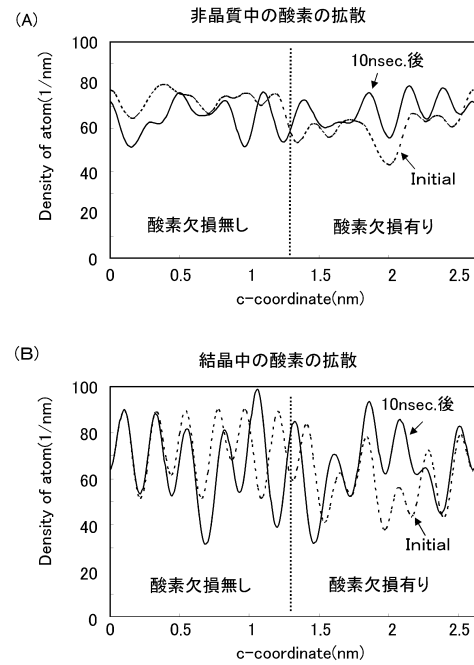 (A)
非晶質中の酸素の拡散
Density of atom(1/nm)
100
80
60
40
20
0
10nsec.後
Initial
酸素欠損無し
酸素欠損有り
0
0.5
1
1.5
2
2.5
c-coordinate(nm)
(B)
結晶中の酸素の拡散
Density of atom(1/nm)
100
80
60
40
20
0
10nsec.後
Initial
酸素欠損無し
酸素欠損有り
0
0.5
1
1.5
2
2.5
c-coordinate(nm)